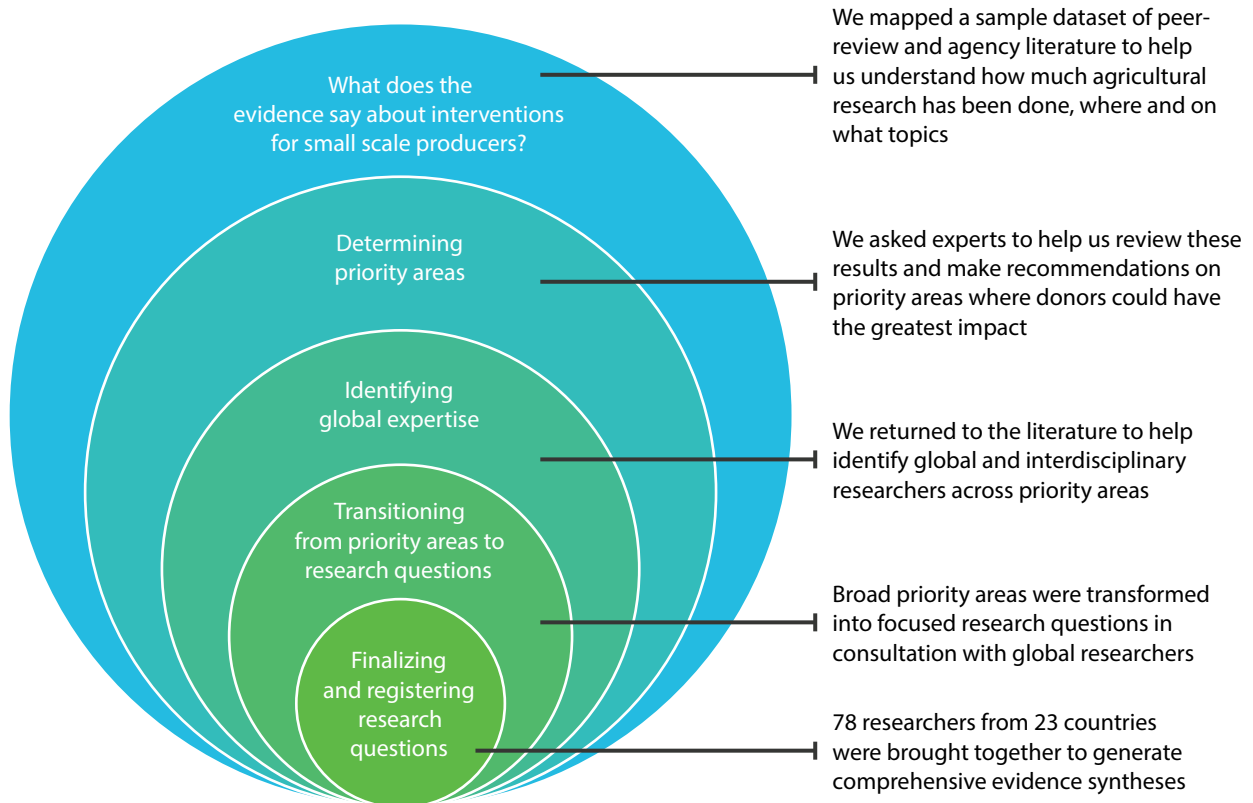 What does the
evidence say about interventions
for small scale producers?
We mapped a sample dataset of peer-
review and agency literature to help
us understand how much agricultural
research has been done, where and on
what topics
Determining
priority areas
We asked experts to help us review these
results and make recommendations on
priority areas where donors could have
the greatest impact
Identifying
global expertise
We returned to the literature to help
identify global and interdisciplinary
researchers across priority areas
Transitioning
from priority areas to
research questions
Broad priority areas were transformed
into focused research questions in
consultation with global researchers
Finalizing
and registering
research
questions
78 researchers from 23 countries
were brought together to generate
comprehensive evidence syntheses